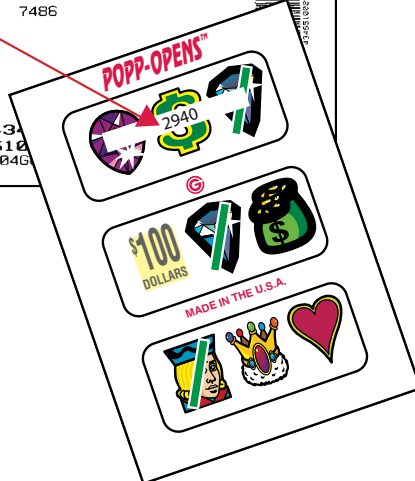 7486
POPP-OPENS™
2940
G
$100
DOLLARS
$
MADE IN THE U.S.A.